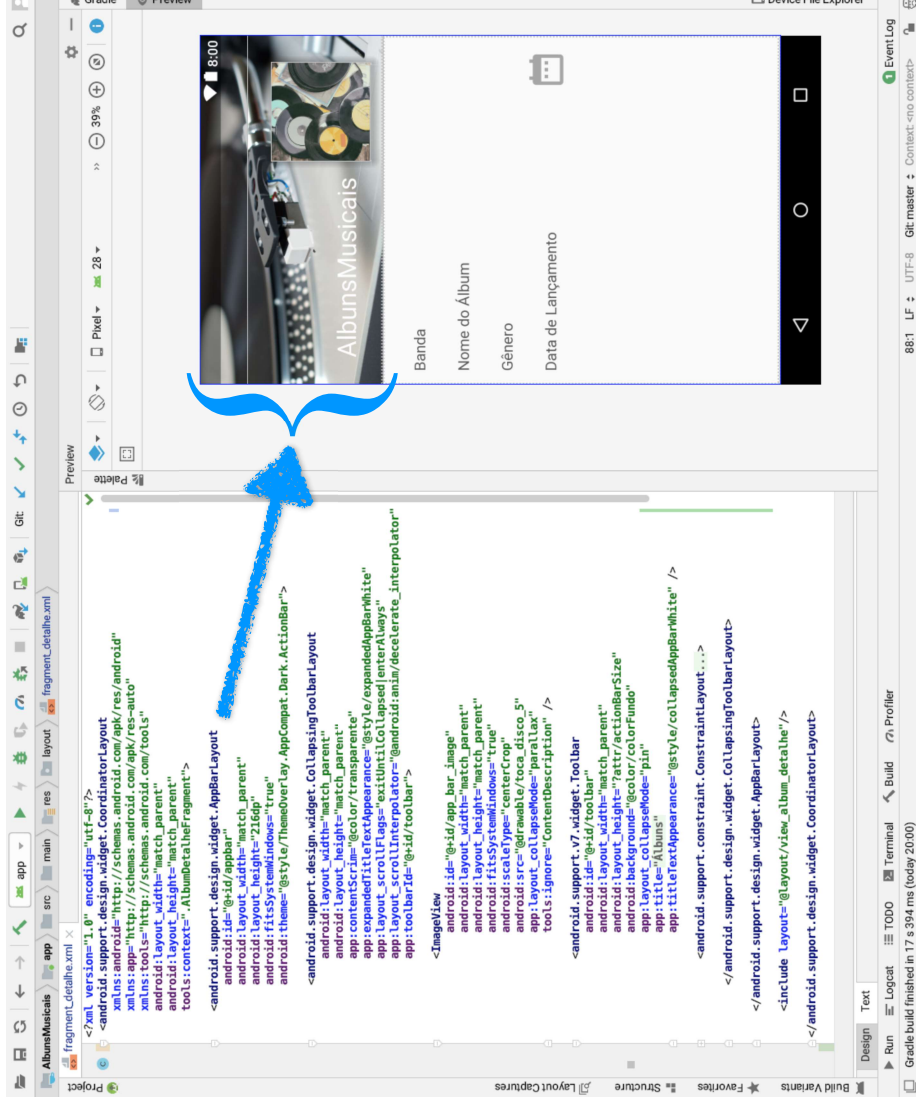 AlbunsMusicais
app
src
main
res
layout
fragment_detalhe.xml
app
Git:
fragment_detalhe.xml
<?xml version="1.0" encoding="utf-8"?>
<android.support.design.widget.CoordinatorLayout
xmlns:android="http://schemas.android.com/apk/res/android"
xmlns:app="http://schemas.android.com/apk/res-auto"
xmlns:tools="http://schemas.android.com/tools"
android:layout_width="match_parent"
android:layout_height="match_parent"
tools:context=".AlbumDetalheFragment">
<android.support.design.widget.AppBarLayout
android:id="@+id/appbar"
android:layout_width="match_parent"
android:layout_height="216dp"
android:fitsSystemWindows="true"
android:theme="@style/ThemeOverlay.AppCompat.Dark.ActionBar">
<android.support.design.widget.CollapsingToolbarLayout
android:layout_width="match_parent"
android:layout_height="match_parent"
app:contentScrim="@color/transparente"
app:expandedTitleTextAppearance="@style/expandedAppBarWhite"
app:layout_scrollFlags="exitUntilCollapsed|enterAlways"
app:layout_scrollInterpolator="@android:anim/decelerate_interpolator"
app:toolbarId="@+id/toolbar">
<ImageView
android:id="@+id/app_bar_image"
android:layout_width="match_parent"
android:layout_height="match_parent"
android:fitsSystemWindows="true"
android:scaleType="centerCrop"
android:src="@drawable/toca_disco_5"
app:layout_collapseMode="parallax"
tools:ignore="ContentDescription" />
<android.support.v7.widget.Toolbar
android:id="@+id/toolbar"
android:layout_width="match_parent"
android:layout_height="?attr/actionBarSize"
android:background="@color/colorFundo"
app:layout_collapseMode="pin"
app:title="Álbuns"
app:titleTextAppearance="@style/collapsedAppBarWhite" />
<android.support.constraint.ConstraintLayout...>
</android.support.design.widget.CollapsingToolbarLayout>
</android.support.design.widget.AppBarLayout>
<include layout="@layout/view_album_detalhe"/>
</android.support.design.widget.CoordinatorLayout>
Project
Layout Captures
Structure
Favorites
Build Variants
Design
Text
Palette
Preview
Pixel
28
39%
8:00
AlbunsMusicais
Banda
Nome do Álbum
Gênero
Data de Lançamento
Gradle
Preview
Device File Explorer
Run
Logcat
TODO
Terminal
Build
Profiler
1 Event Log
Gradle build finished in 17 s 394 ms (today 20:00)
88:1
LF
UTF-8
Git: master
Context: <no context>